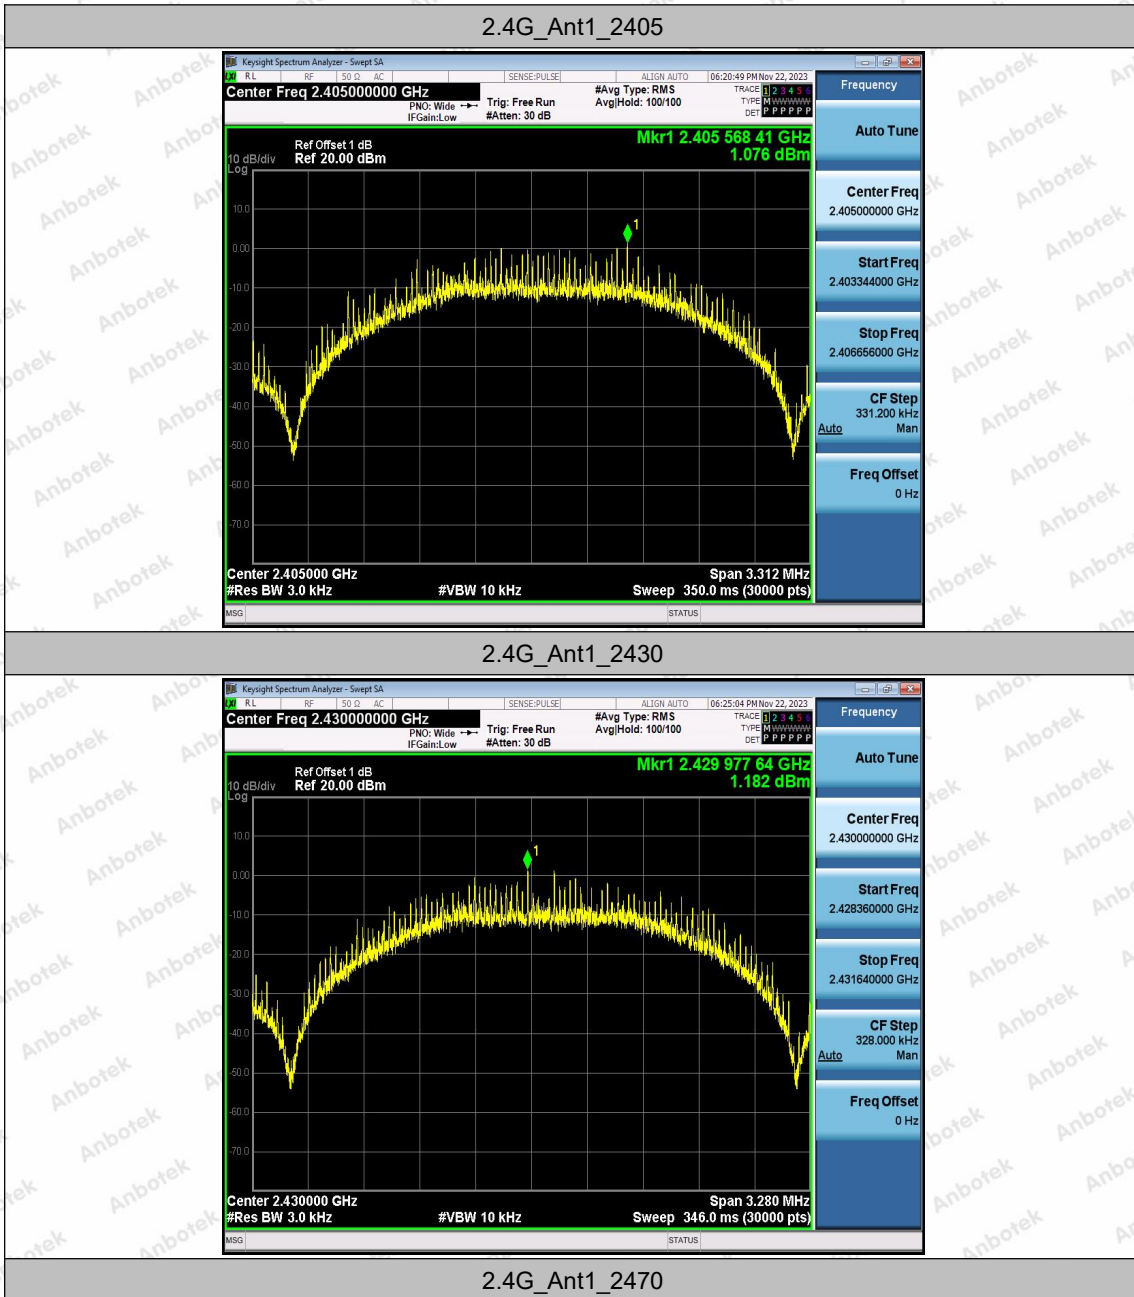 2.4G_Ant1_2405
Keysight Spectrum Analyzer - Swept SA
LXI RL RF 50 Ω AC SENSE:PULSE ALIGN AUTO 06:20:49 PM Nov 22, 2023
Center Freq 2.405000000 GHz
PNO: Wide
IFGain:Low
Trig: Free Run
#Atten: 30 dB
#Avg Type: RMS
Avg|Hold: 100/100
TRACE 1 2 3 4 5 6
TYPE M WWWWW
DET P P P P P P
Frequency
Mkr1 2.405 568 41 GHz
1.076 dBm
Ref Offset 1 dB
10 dB/div Ref 20.00 dBm
Log
10.0
0.00
-10.0
-20.0
-30.0
-40.0
-50.0
-60.0
-70.0
1
Center 2.405000 GHz Span 3.312 MHz
#Res BW 3.0 kHz #VBW 10 kHz Sweep 350.0 ms (30000 pts)
MSG STATUS
Auto Tune
Center Freq
2.405000000 GHz
Start Freq
2.403344000 GHz
Stop Freq
2.406656000 GHz
CF Step
331.200 kHz
Auto Man
Freq Offset
0 Hz
2.4G_Ant1_2430
Keysight Spectrum Analyzer - Swept SA
LXI RL RF 50 Ω AC SENSE:PULSE ALIGN AUTO 06:25:04 PM Nov 22, 2023
Center Freq 2.430000000 GHz
PNO: Wide
IFGain:Low
Trig: Free Run
#Atten: 30 dB
#Avg Type: RMS
Avg|Hold: 100/100
TRACE 1 2 3 4 5 6
TYPE M WWWWW
DET P P P P P P
Frequency
Mkr1 2.429 977 64 GHz
1.182 dBm
Ref Offset 1 dB
10 dB/div Ref 20.00 dBm
Log
10.0
0.00
-10.0
-20.0
-30.0
-40.0
-50.0
-60.0
-70.0
1
Center 2.430000 GHz Span 3.280 MHz
#Res BW 3.0 kHz #VBW 10 kHz Sweep 346.0 ms (30000 pts)
MSG STATUS
Auto Tune
Center Freq
2.430000000 GHz
Start Freq
2.428360000 GHz
Stop Freq
2.431640000 GHz
CF Step
328.000 kHz
Auto Man
Freq Offset
0 Hz
2.4G_Ant1_2470
Anbotek